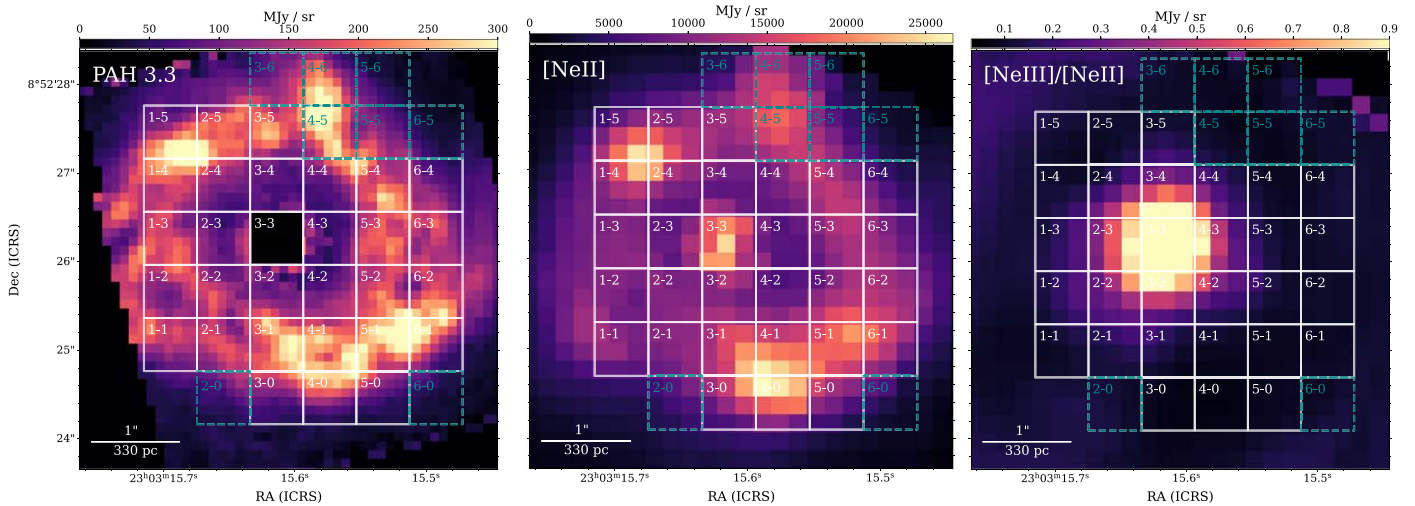 MJy / sr
0 50 100 150 200 250 300
PAH 3.3
8°52'28"
27"
26"
25"
24"
Dec (ICRS)
3-6 4-6 5-6
1-5 2-5 3-5 4-5 5-5 6-5
1-4 2-4 3-4 4-4 5-4 6-4
1-3 2-3 3-3 4-3 5-3 6-3
1-2 2-2 3-2 4-2 5-2 6-2
1-1 2-1 3-1 4-1 5-1 6-1
2-0 3-0 4-0 5-0 6-0
1"
330 pc
23ʰ03ᵐ15.7ˢ 15.6ˢ 15.5ˢ
RA (ICRS)
MJy / sr
0 5000 10000 15000 20000 25000
[NeII]
3-6 4-6 5-6
1-5 2-5 3-5 4-5 5-5 6-5
1-4 2-4 3-4 4-4 5-4 6-4
1-3 2-3 3-3 4-3 5-3 6-3
1-2 2-2 3-2 4-2 5-2 6-2
1-1 2-1 3-1 4-1 5-1 6-1
2-0 3-0 4-0 5-0 6-0
1"
330 pc
23ʰ03ᵐ15.7ˢ 15.6ˢ 15.5ˢ
RA (ICRS)
MJy / sr
0.1 0.2 0.3 0.4 0.5 0.6 0.7 0.8 0.9
[NeIII]/[NeII]
3-6 4-6 5-6
1-5 2-5 3-5 4-5 5-5 6-5
1-4 2-4 3-4 4-4 5-4 6-4
1-3 2-3 3-3 4-3 5-3 6-3
1-2 2-2 3-2 4-2 5-2 6-2
1-1 2-1 3-1 4-1 5-1 6-1
2-0 3-0 4-0 5-0 6-0
1"
330 pc
23ʰ03ᵐ15.7ˢ 15.6ˢ 15.5ˢ
RA (ICRS)